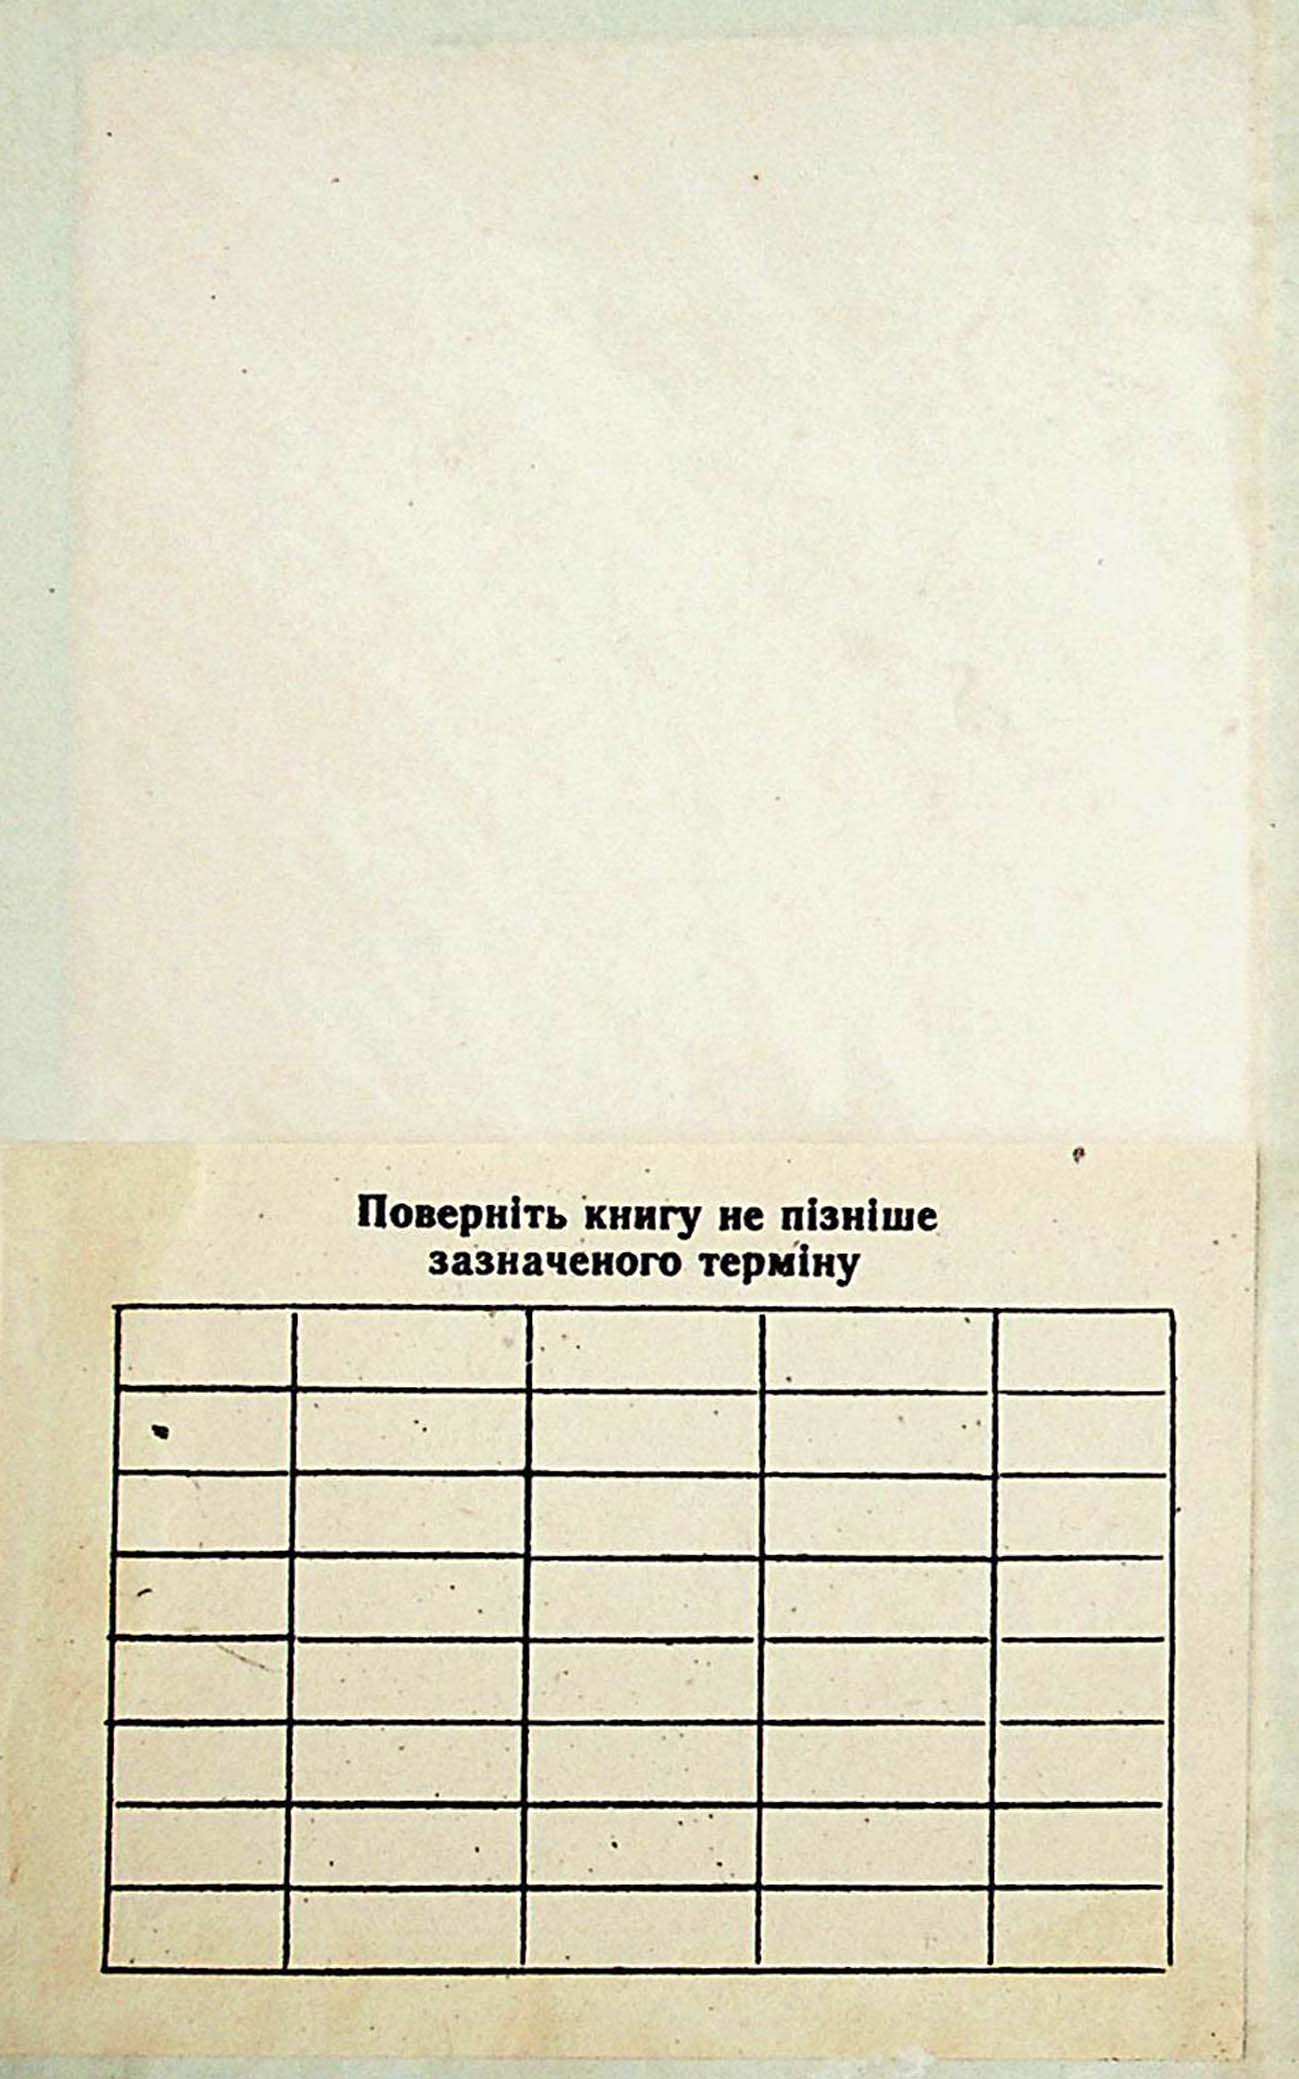 Поверніть книгу не пізніше
зазначеного терміну